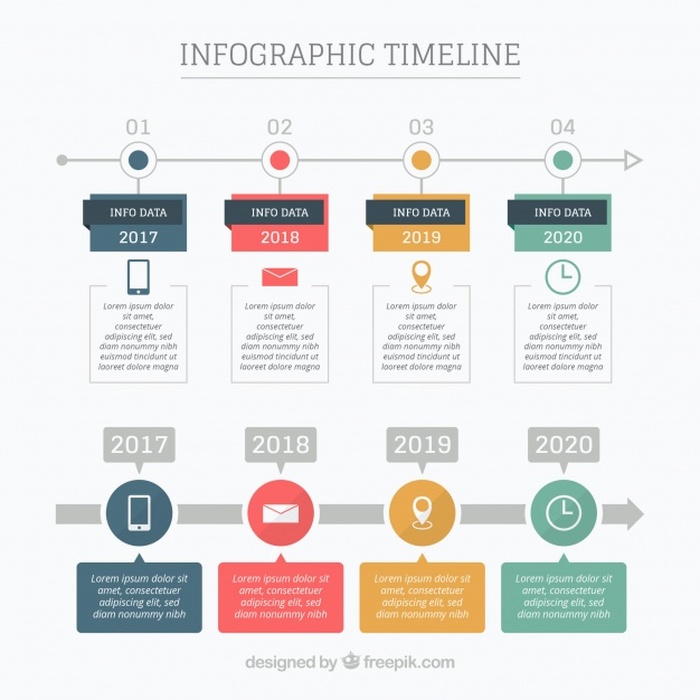 INFOGRAPHIC TIMELINE
01 02 03 04
INFO DATA INFO DATA INFO DATA INFO DATA
2017 2018 2019 2020
Lorem ipsum dolor
sit amet,
consectetuer
adipiscing elit, sed
diam nonummy nibh
euismod tincidunt ut
laoreet dolore magna
Lorem ipsum dolor
sit amet,
consectetuer
adipiscing elit, sed
diam nonummy nibh
euismod tincidunt ut
laoreet dolore magna
Lorem ipsum dolor
sit amet,
consectetuer
adipiscing elit, sed
diam nonummy nibh
euismod tincidunt ut
laoreet dolore magna
Lorem ipsum dolor
sit amet,
consectetuer
adipiscing elit, sed
diam nonummy nibh
euismod tincidunt ut
laoreet dolore magna
2017 2018 2019 2020
Lorem ipsum dolor sit
amet, consectetuer
adipiscing elit, sed
diam nonummy nibh
Lorem ipsum dolor sit
amet, consectetuer
adipiscing elit, sed
diam nonummy nibh
Lorem ipsum dolor sit
amet, consectetuer
adipiscing elit, sed
diam nonummy nibh
Lorem ipsum dolor sit
amet, consectetuer
adipiscing elit, sed
diam nonummy nibh
designed by freepik.com